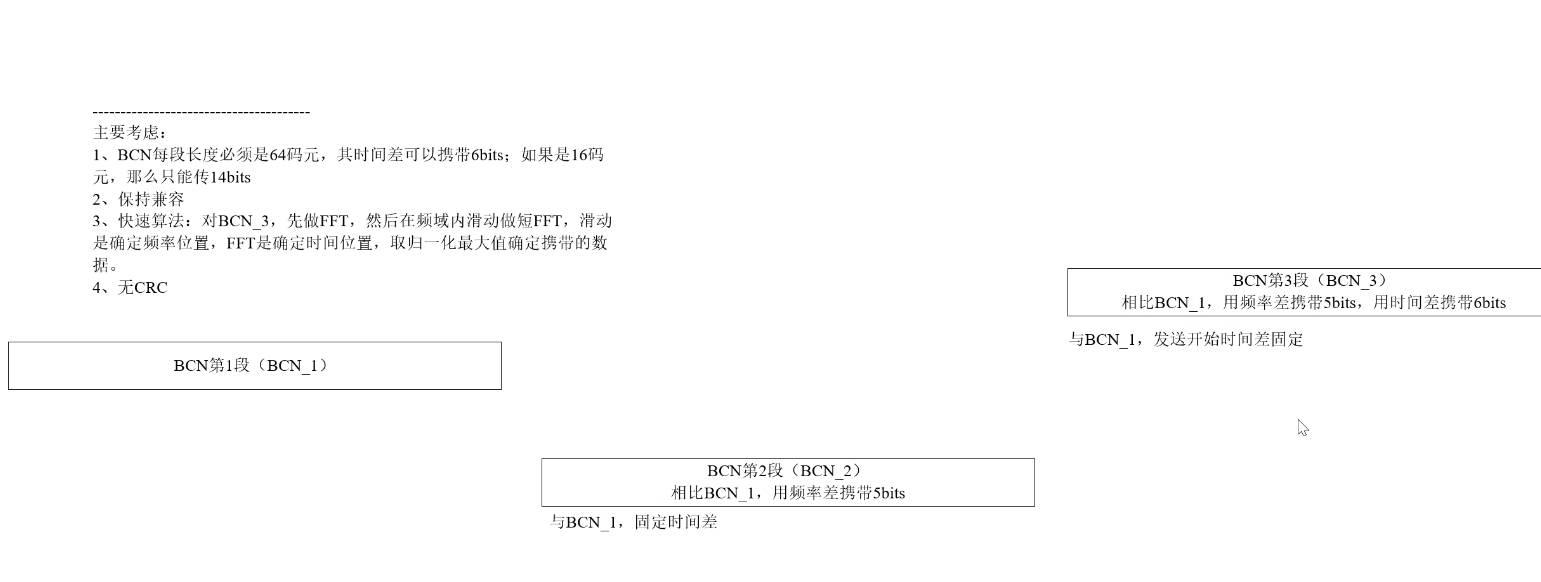 ---------------------------------------
主要考虑：
1、BCN每段长度必须是64码元，其时间差可以携带6bits；如果是16码
元，那么只能传14bits
2、保持兼容
3、快速算法：对BCN_3，先做FFT，然后在频域内滑动做短FFT，滑动
是确定频率位置，FFT是确定时间位置，取归一化最大值确定携带的数
据。
4、无CRC
BCN第1段（BCN_1）
BCN第2段（BCN_2）
相比BCN_1，用频率差携带5bits
与BCN_1，固定时间差
BCN第3段（BCN_3）
相比BCN_1，用频率差携带5bits，用时间差携带6bits
与BCN_1，发送开始时间差固定